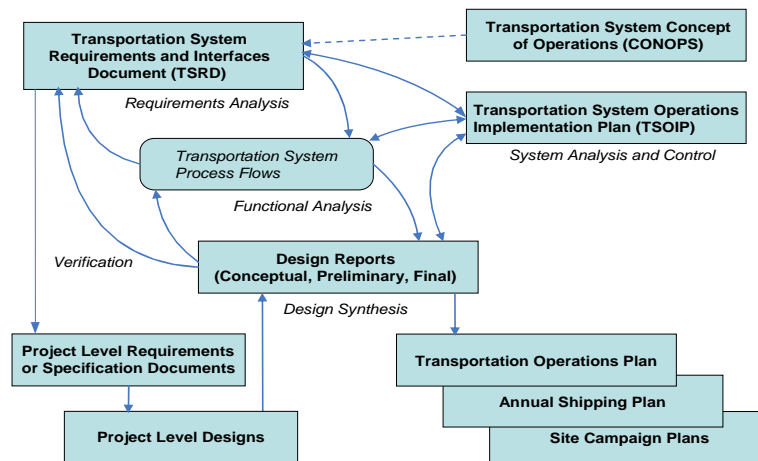 Transportation System
Requirements and Interfaces
Document (TSRD)
Transportation System Concept
of Operations (CONOPS)
Requirements Analysis
Transportation System Operations
Implementation Plan (TSOIP)
System Analysis and Control
Transportation System
Process Flows
Functional Analysis
Verification
Design Reports
(Conceptual, Preliminary, Final)
Design Synthesis
Project Level Requirements
or Specification Documents
Project Level Designs
Transportation Operations Plan
Annual Shipping Plan
Site Campaign Plans